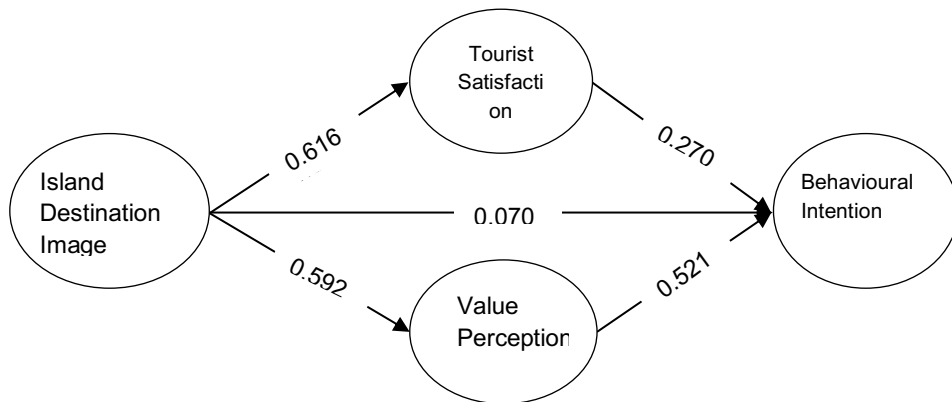 Tourist
Satisfacti
on
0.616
0.270
Island
Destination
Image
0.070
Behavioural
Intention
0.592
0.521
Value
Perception